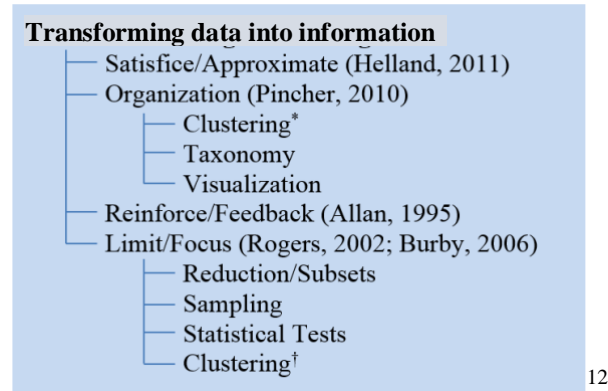 Transforming data into information
Satisfice/Approximate (Helland, 2011)
Organization (Pincher, 2010)
Clustering*
Taxonomy
Visualization
Reinforce/Feedback (Allan, 1995)
Limit/Focus (Rogers, 2002; Burby, 2006)
Reduction/Subsets
Sampling
Statistical Tests
Clustering†
12